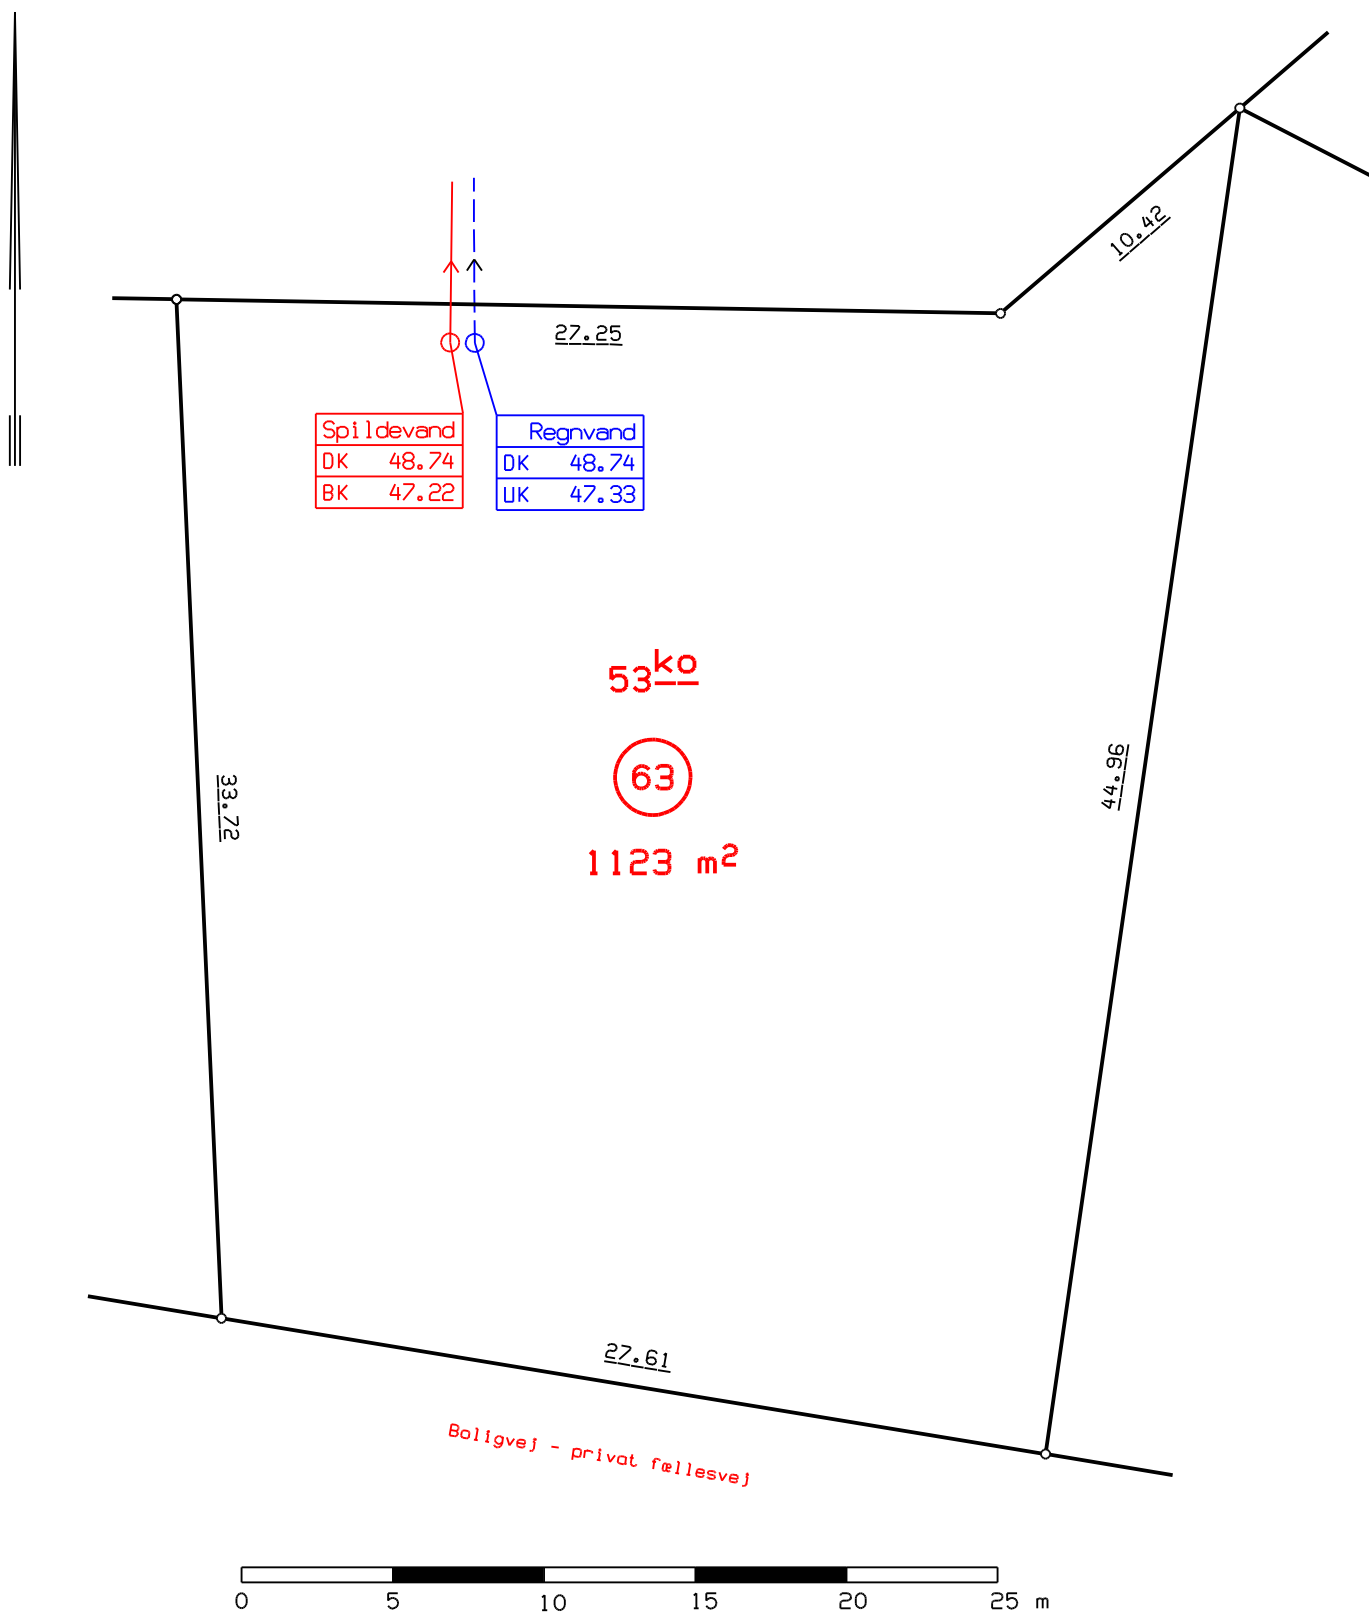 10.42
27.25
Spildevand
DK 48.74
BK 47.22
Regnvand
DK 48.74
UK 47.33
53ko
63
1123 m²
33.72
44.96
27.61
Boligvej - privat fællesvej
0 5 10 15 20 25 m